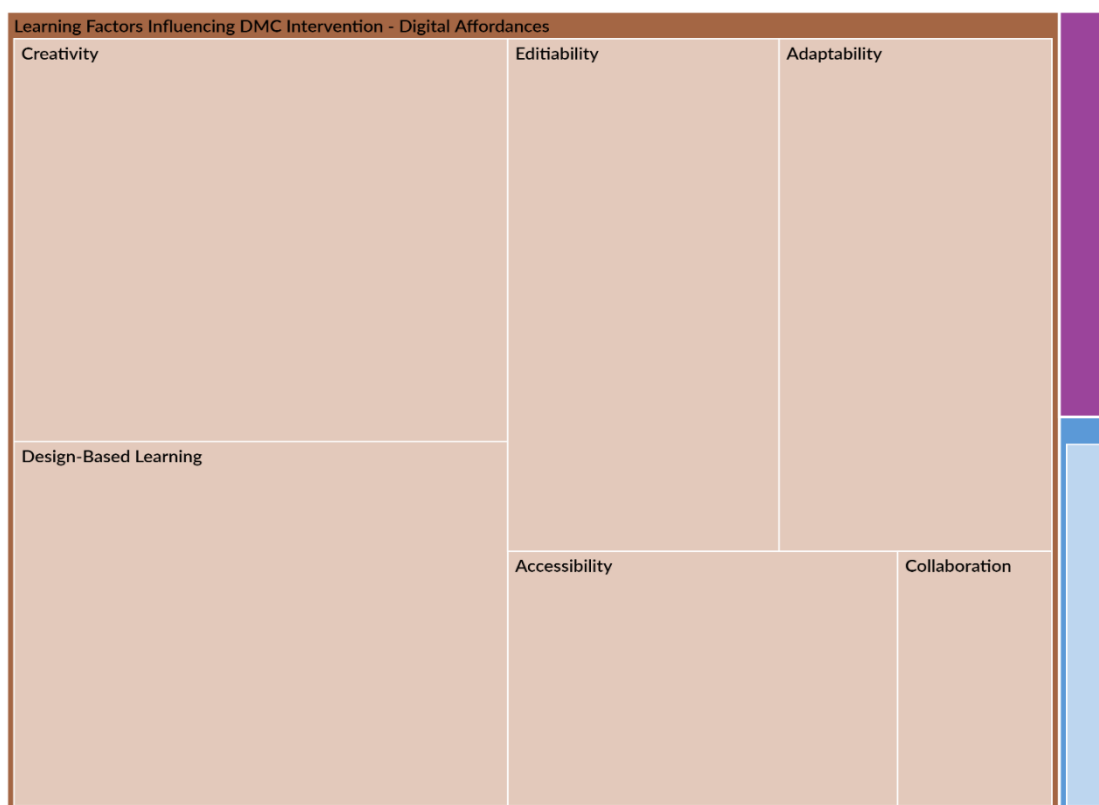 Learning Factors Influencing DMC Intervention - Digital Affordances
Creativity
Editiability
Adaptability
Design-Based Learning
Accessibility
Collaboration